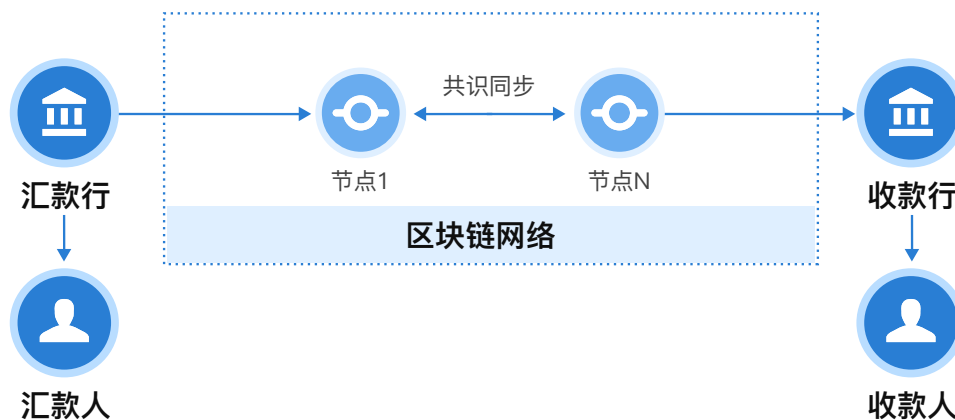 共识同步
节点1
节点N
汇款行
收款行
区块链网络
汇款人
收款人